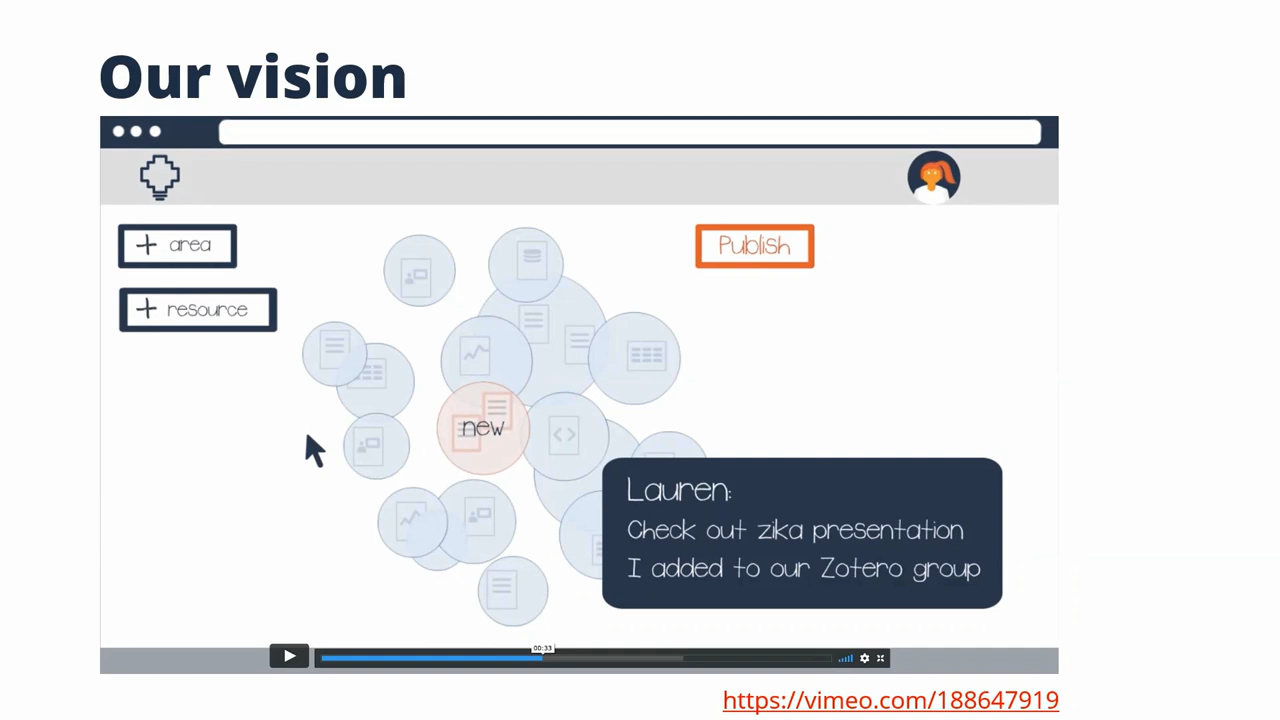 Our vision
+ area
Publish
+ resource
new
Lauren:
Check out zika presentation
I added to our Zotero group
00:33
https://vimeo.com/188647919